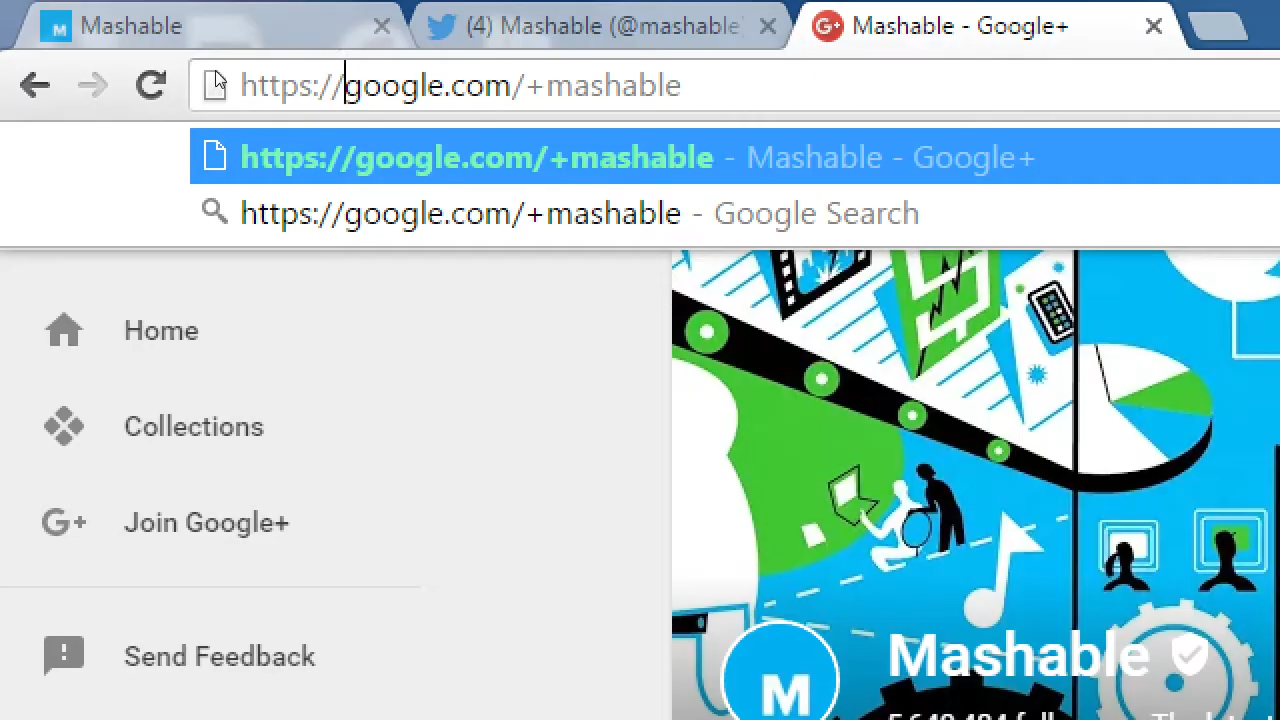 Mashable
(4) Mashable (@mashable
Mashable - Google+
https://google.com/+mashable
https://google.com/+mashable - Mashable - Google+
https://google.com/+mashable - Google Search
Home
Collections
G+ Join Google+
Send Feedback
M Mashable